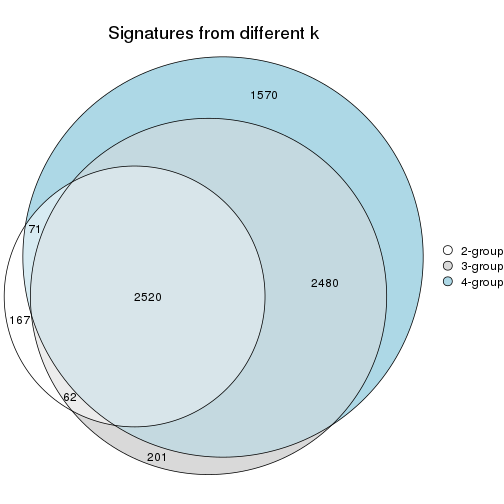 Signatures from different k
1570
71
2-group
3-group
4-group
2480
2520
167
62
201